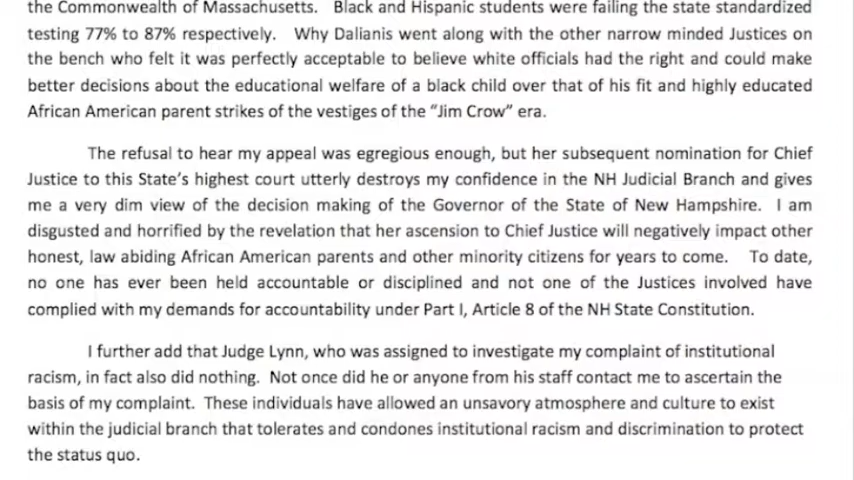 the Commonwealth of Massachusetts. Black and Hispanic students were failing the state standardized
testing 77% to 87% respectively. Why Dalianis went along with the other narrow minded Justices on
the bench who felt it was perfectly acceptable to believe white officials had the right and could make
better decisions about the educational welfare of a black child over that of his fit and highly educated
African American parent strikes of the vestiges of the “Jim Crow” era.
The refusal to hear my appeal was egregious enough, but her subsequent nomination for Chief
Justice to this State’s highest court utterly destroys my confidence in the NH Judicial Branch and gives
me a very dim view of the decision making of the Governor of the State of New Hampshire. I am
disgusted and horrified by the revelation that her ascension to Chief Justice will negatively impact other
honest, law abiding African American parents and other minority citizens for years to come. To date,
no one has ever been held accountable or disciplined and not one of the Justices involved have
complied with my demands for accountability under Part I, Article 8 of the NH State Constitution.
I further add that Judge Lynn, who was assigned to investigate my complaint of institutional
racism, in fact also did nothing. Not once did he or anyone from his staff contact me to ascertain the
basis of my complaint. These individuals have allowed an unsavory atmosphere and culture to exist
within the judicial branch that tolerates and condones institutional racism and discrimination to protect
the status quo.